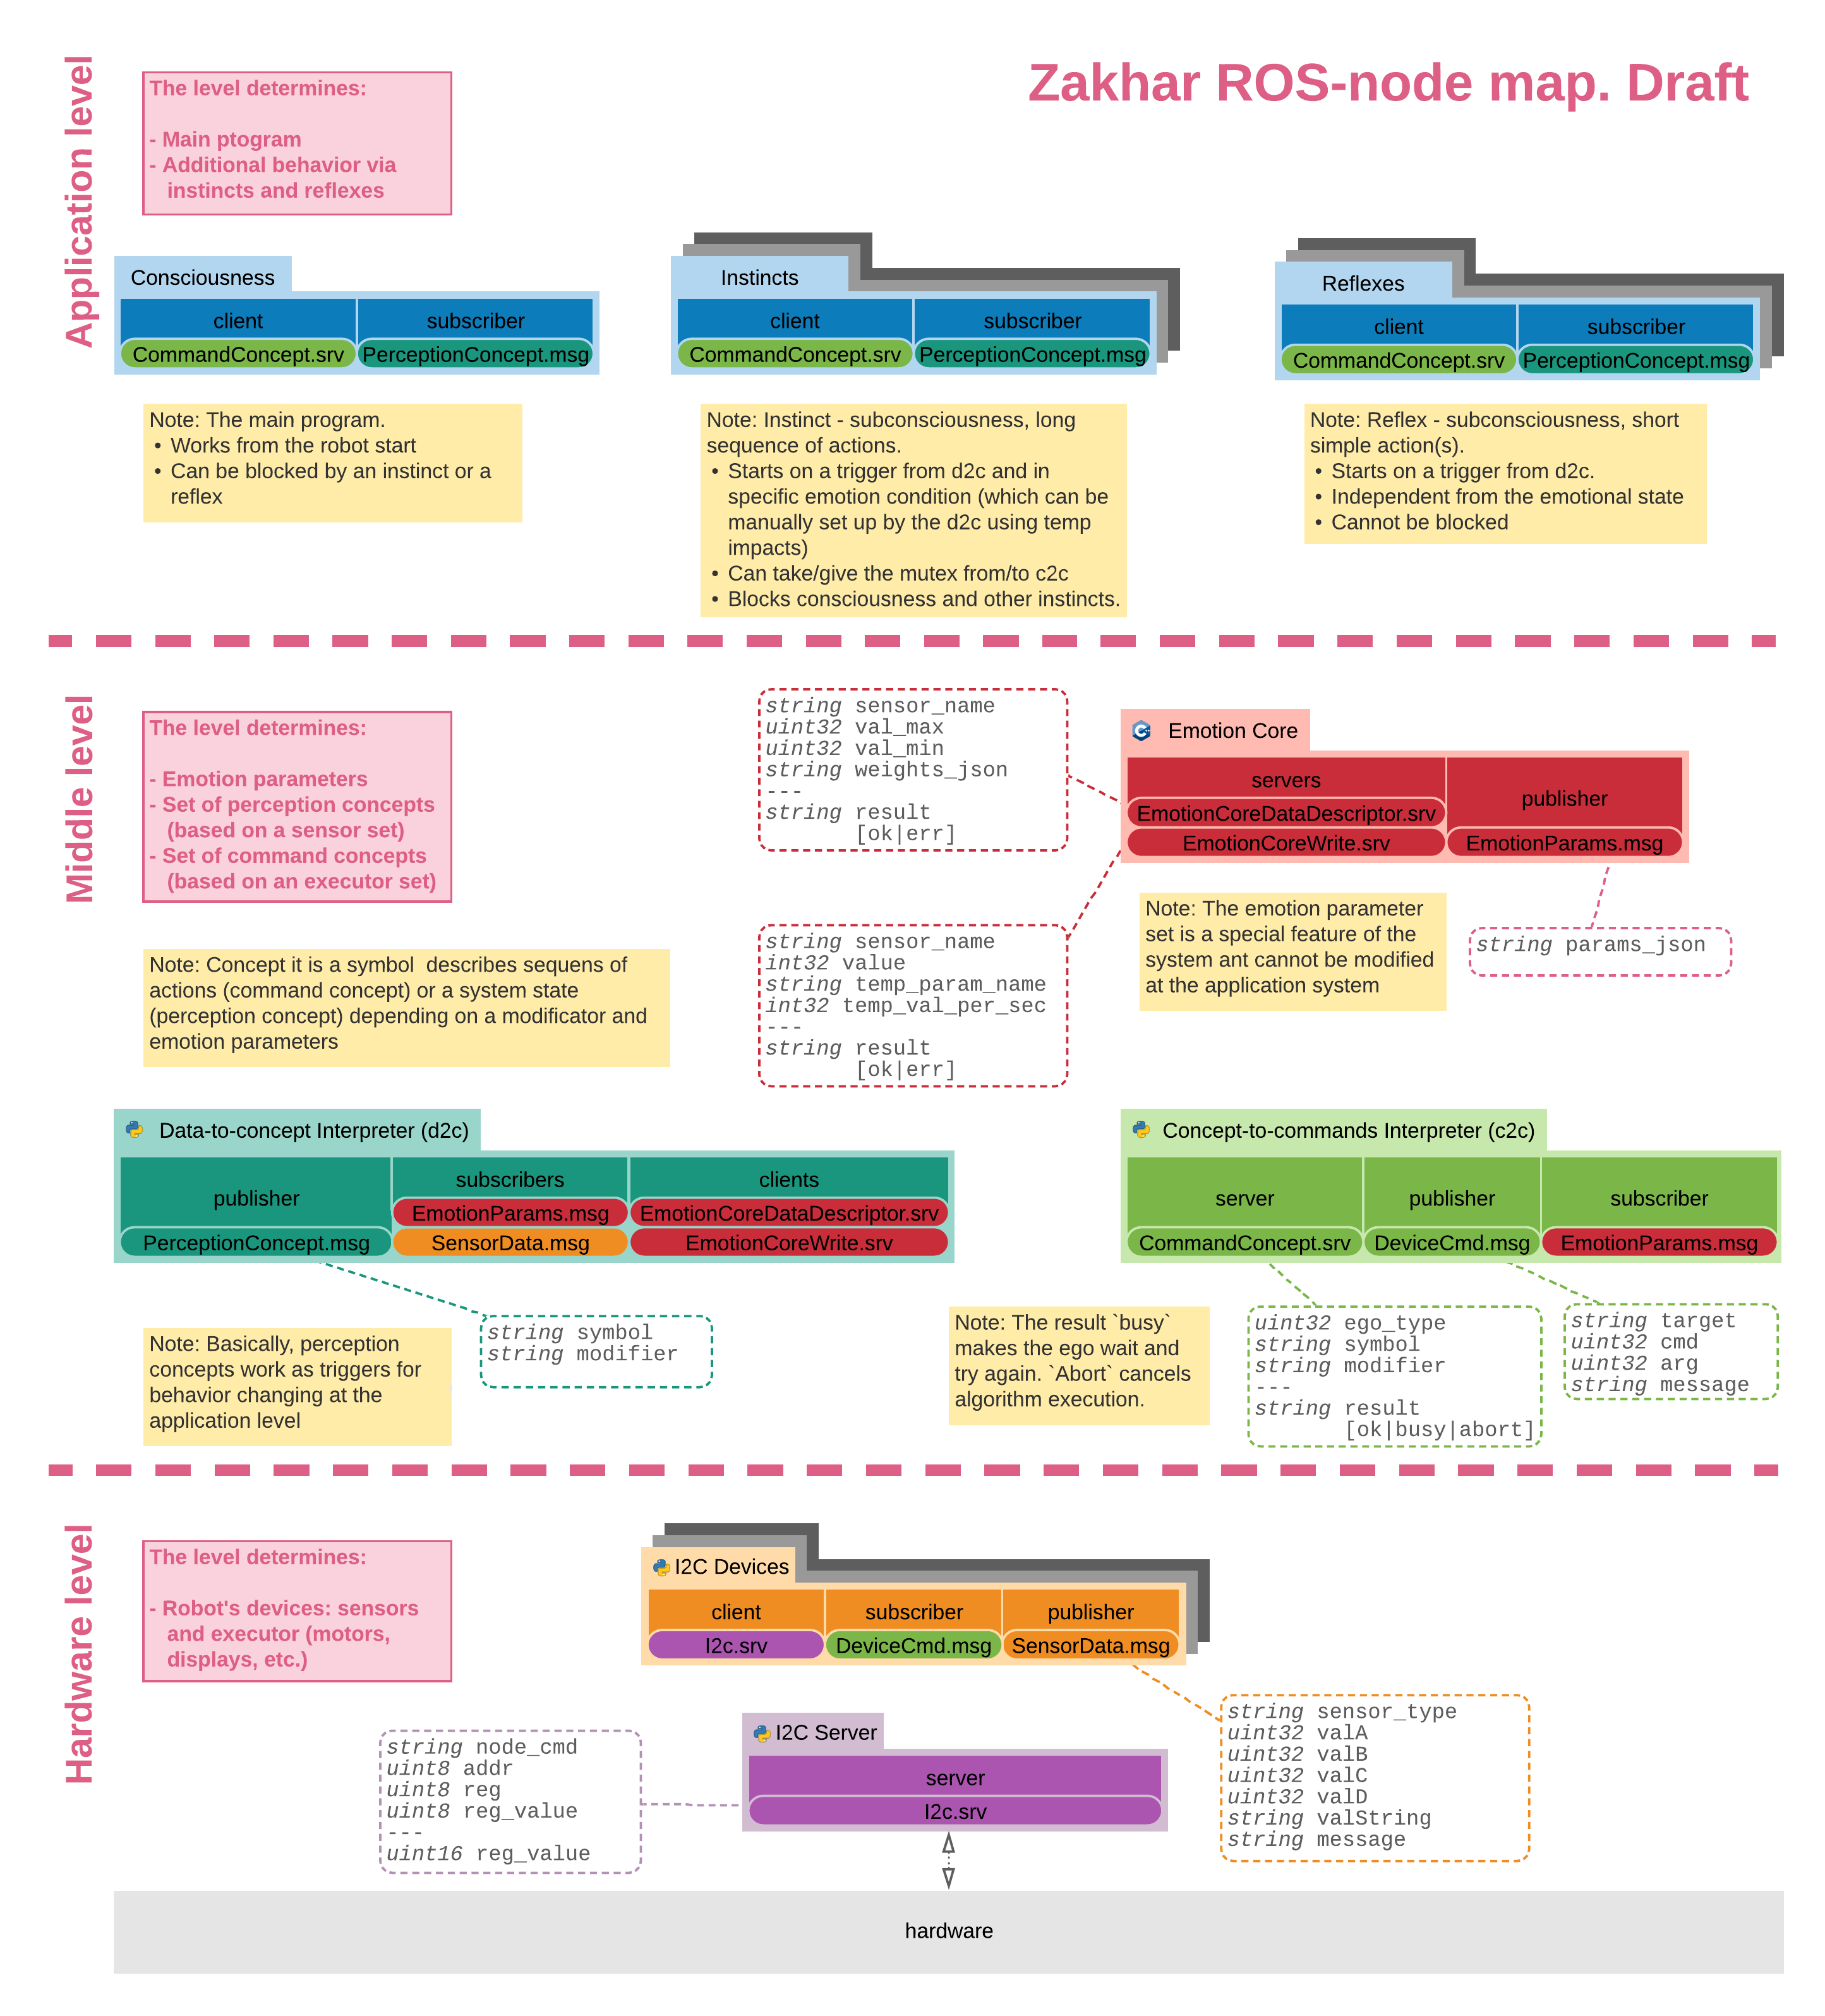 Zakhar ROS-node map. Draft
Application level
The level determines:
- Main ptogram
- Additional behavior via
instincts and reflexes
Consciousness
client
subscriber
CommandConcept.srv
PerceptionConcept.msg
Instincts
client
subscriber
CommandConcept.srv
PerceptionConcept.msg
Reflexes
client
subscriber
CommandConcept.srv
PerceptionConcept.msg
Note: The main program.
• Works from the robot start
• Can be blocked by an instinct or a
reflex
Note: Instinct - subconsciousness, long
sequence of actions.
• Starts on a trigger from d2c and in
specific emotion condition (which can be
manually set up by the d2c using temp
impacts)
• Can take/give the mutex from/to c2c
• Blocks consciousness and other instincts.
Note: Reflex - subconsciousness, short
simple action(s).
• Starts on a trigger from d2c.
• Independent from the emotional state
• Cannot be blocked
Middle level
The level determines:
- Emotion parameters
- Set of perception concepts
(based on a sensor set)
- Set of command concepts
(based on an executor set)
string sensor_name
uint32 val_max
uint32 val_min
string weights_json
---
string result
[ok|err]
Emotion Core
servers
publisher
EmotionCoreDataDescriptor.srv
EmotionCoreWrite.srv
EmotionParams.msg
Note: Concept it is a symbol  describes sequens of
actions (command concept) or a system state
(perception concept) depending on a modificator and
emotion parameters
string sensor_name
int32 value
string temp_param_name
int32 temp_val_per_sec
---
string result
[ok|err]
Note: The emotion parameter
set is a special feature of the
system ant cannot be modified
at the application system
string params_json
Data-to-concept Interpreter (d2c)
publisher
subscribers
clients
EmotionParams.msg
EmotionCoreDataDescriptor.srv
PerceptionConcept.msg
SensorData.msg
EmotionCoreWrite.srv
Concept-to-commands Interpreter (c2c)
server
publisher
subscriber
CommandConcept.srv
DeviceCmd.msg
EmotionParams.msg
Note: Basically, perception
concepts work as triggers for
behavior changing at the
application level
string symbol
string modifier
Note: The result `busy`
makes the ego wait and
try again. `Abort` cancels
algorithm execution.
uint32 ego_type
string symbol
string modifier
---
string result
[ok|busy|abort]
string target
uint32 cmd
uint32 arg
string message
Hardware level
The level determines:
- Robot's devices: sensors
and executor (motors,
displays, etc.)
I2C Devices
client
subscriber
publisher
I2c.srv
DeviceCmd.msg
SensorData.msg
string node_cmd
uint8 addr
uint8 reg
uint8 reg_value
---
uint16 reg_value
I2C Server
server
I2c.srv
string sensor_type
uint32 valA
uint32 valB
uint32 valC
uint32 valD
string valString
string message
hardware